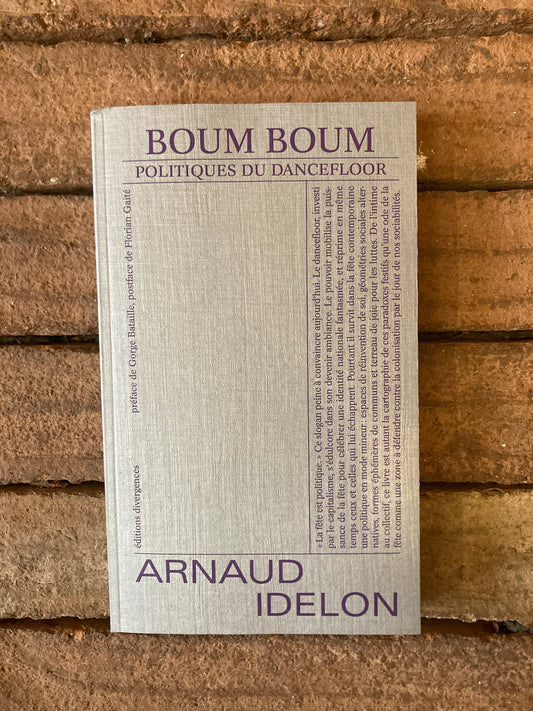 BOUM BOUM
POLITIQUES DU DANCEFLOOR
préface de Gorge Bataille, postface de Florian Gaité
éditions divergences
« La fête est politique. » Ce slogan peine à convaincre aujourd'hui. Le dancefloor, investi
par le capitalisme, s'édulcore dans son devenir ambiance. Le pouvoir mobilise la puis-
sance de la fête pour célébrer une identité nationale fantasmée, et réprime en même
temps ceux et celles qui lui échappent. Pourtant il survit dans la fête contemporaine
une politique en mode mineur: espaces de réinvention de soi, géométries sociales alter-
natives, formes éphémères de communs et terreau de joie pour les luttes. De l'intime
au collectif, ce livre est autant la cartographie de ces paradoxes festifs qu'une ode de la
fête comme une zone à défendre contre la colonisation par le jour de nos sociabilités.
ARNAUD
IDELON